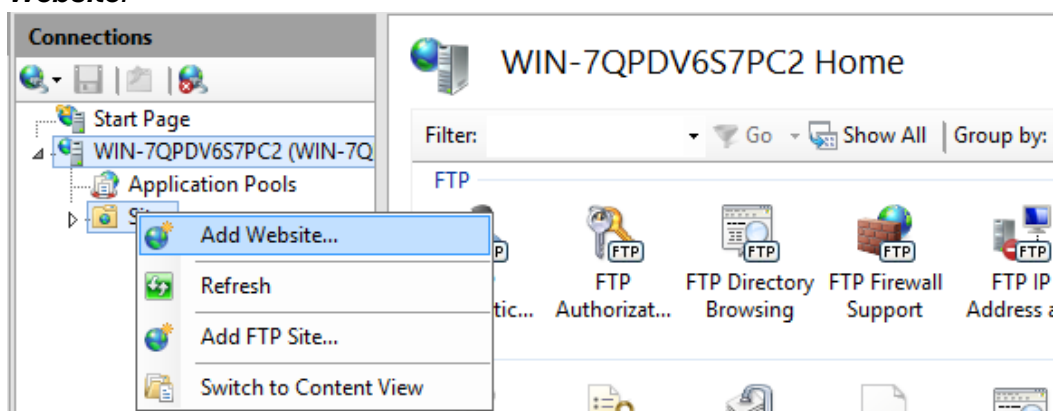 Website.
Connections
Start Page
WIN-7QPDV6S7PC2 (WIN-7Q
Application Pools
Add Website...
Refresh
Add FTP Site...
Switch to Content View
WIN-7QPDV6S7PC2 Home
Filter:
Go
Show All
Group by:
FTP
tic...
FTP
Authorizat...
FTP Directory
Browsing
FTP Firewall
Support
FTP IP
Address a
FTP
FTP
FTP
FTP